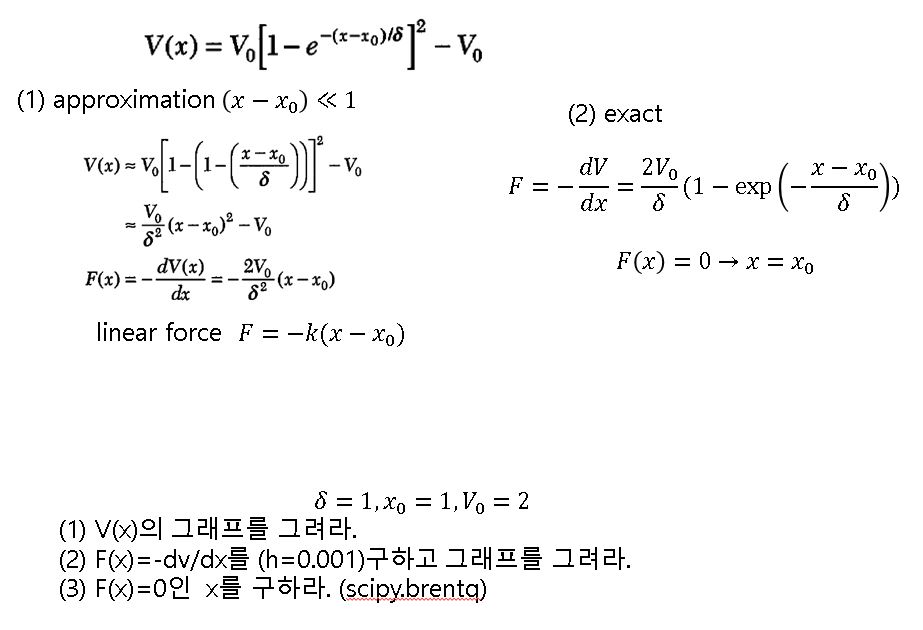 V(x) = V₀[1 − e^(−(x−x₀)/δ)]² − V₀
(1) approximation (x − x₀) ≪ 1
V(x) ≈ V₀[1−(1−((x−x₀)/δ))]² − V₀
≈ V₀/δ² (x−x₀)² − V₀
F(x) = − dV(x)/dx = − 2V₀/δ² (x−x₀)
linear force F = −k(x − x₀)
(2) exact
F = − dV/dx = 2V₀/δ (1 − exp(− (x − x₀)/δ))
F(x) = 0 → x = x₀
δ = 1, x₀ = 1, V₀ = 2
(1) V(x)의 그래프를 그려라.
(2) F(x)=-dv/dx를 (h=0.001)구하고 그래프를 그려라.
(3) F(x)=0인 x를 구하라. (scipy.brentq)